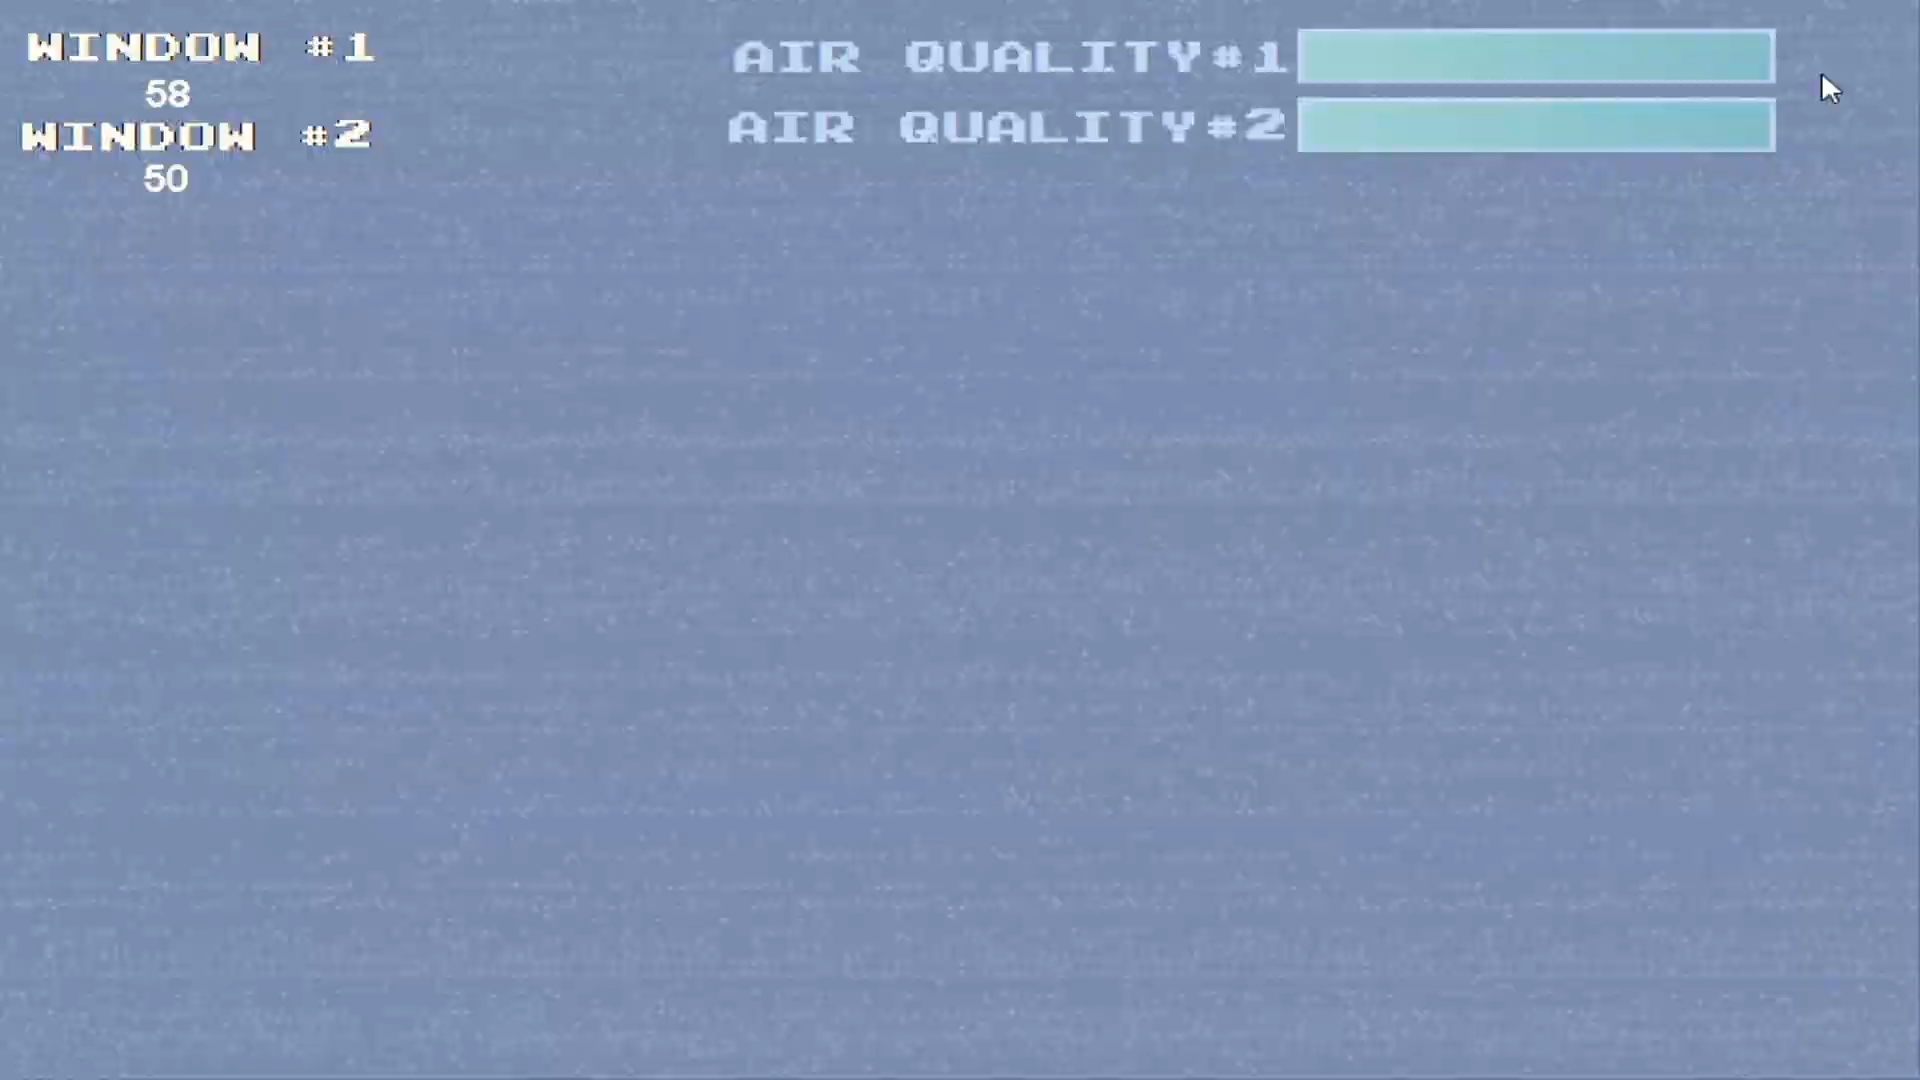 WINDOW #1
58
WINDOW #2
50
AIR QUALITY#1
AIR QUALITY#2